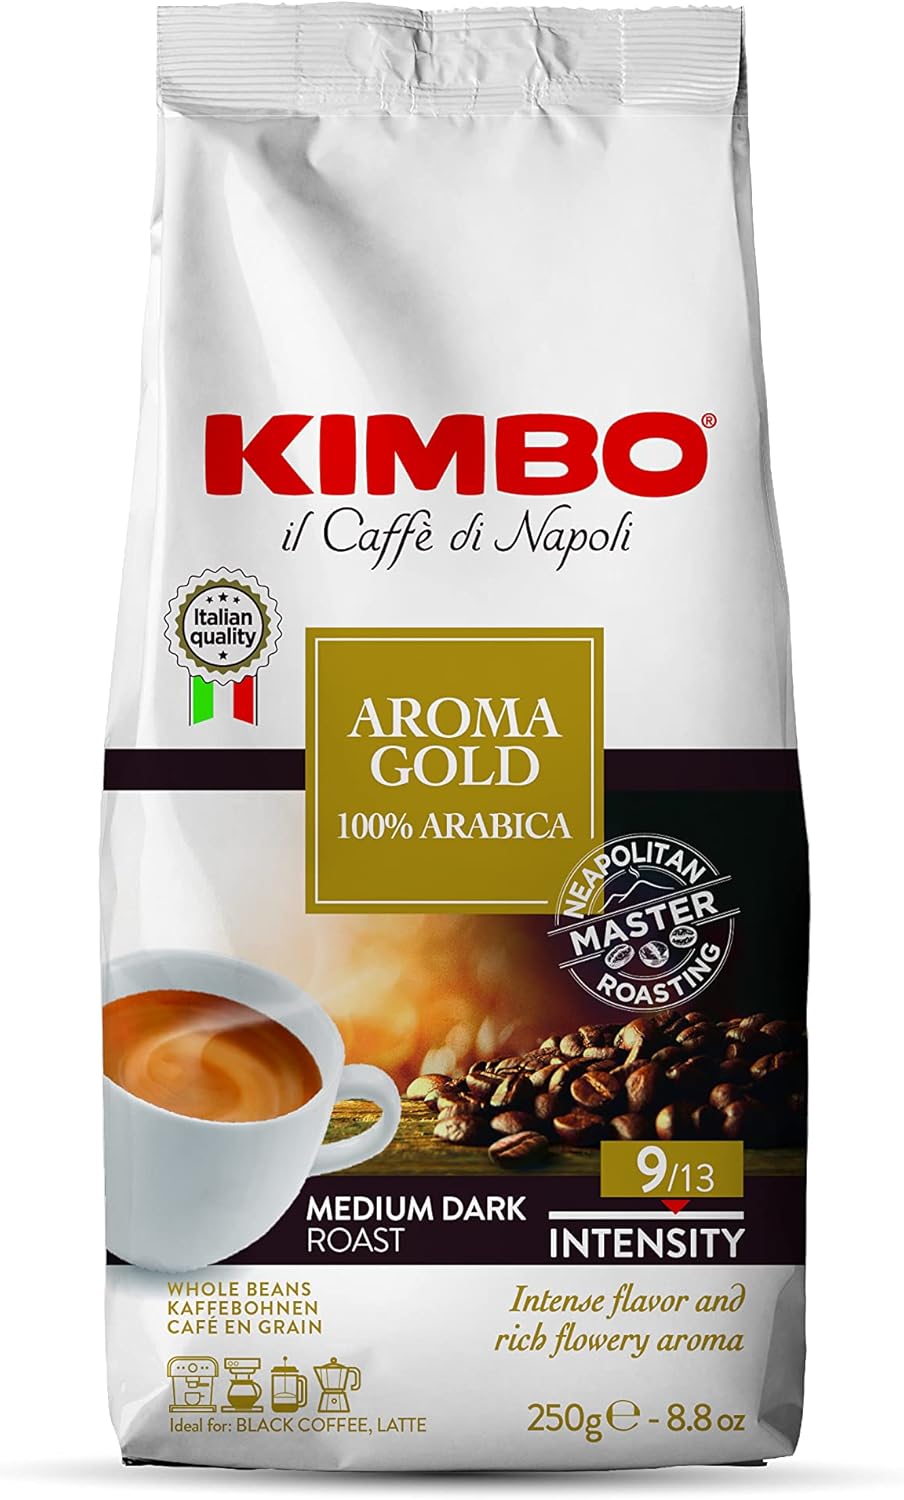 KIMBO®
il Caffè di Napoli
Italian
quality
AROMA
GOLD
100% ARABICA
NEAPOLITAN
MASTER
ROASTING
9/13
MEDIUM DARK
ROAST
INTENSITY
WHOLE BEANS
KAFFEEBOHNEN
CAFÉ EN GRAIN
Intense flavor and
rich flowery aroma
Ideal for: BLACK COFFEE, LATTE
250g℮ - 8.8 oz